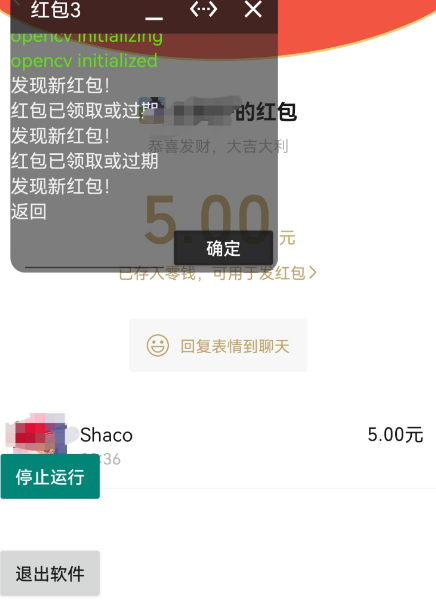 红包3
opencv initializing
opencv initialized
发现新红包！
红包已领取或过期
发现新红包！
红包已领取或过期
发现新红包！
返回
确定
的红包
恭喜发财，大吉大利
5.00元
已存入零钱，可用于发红包
回复表情到聊天
Shaco
5.00元
:36
停止运行
退出软件